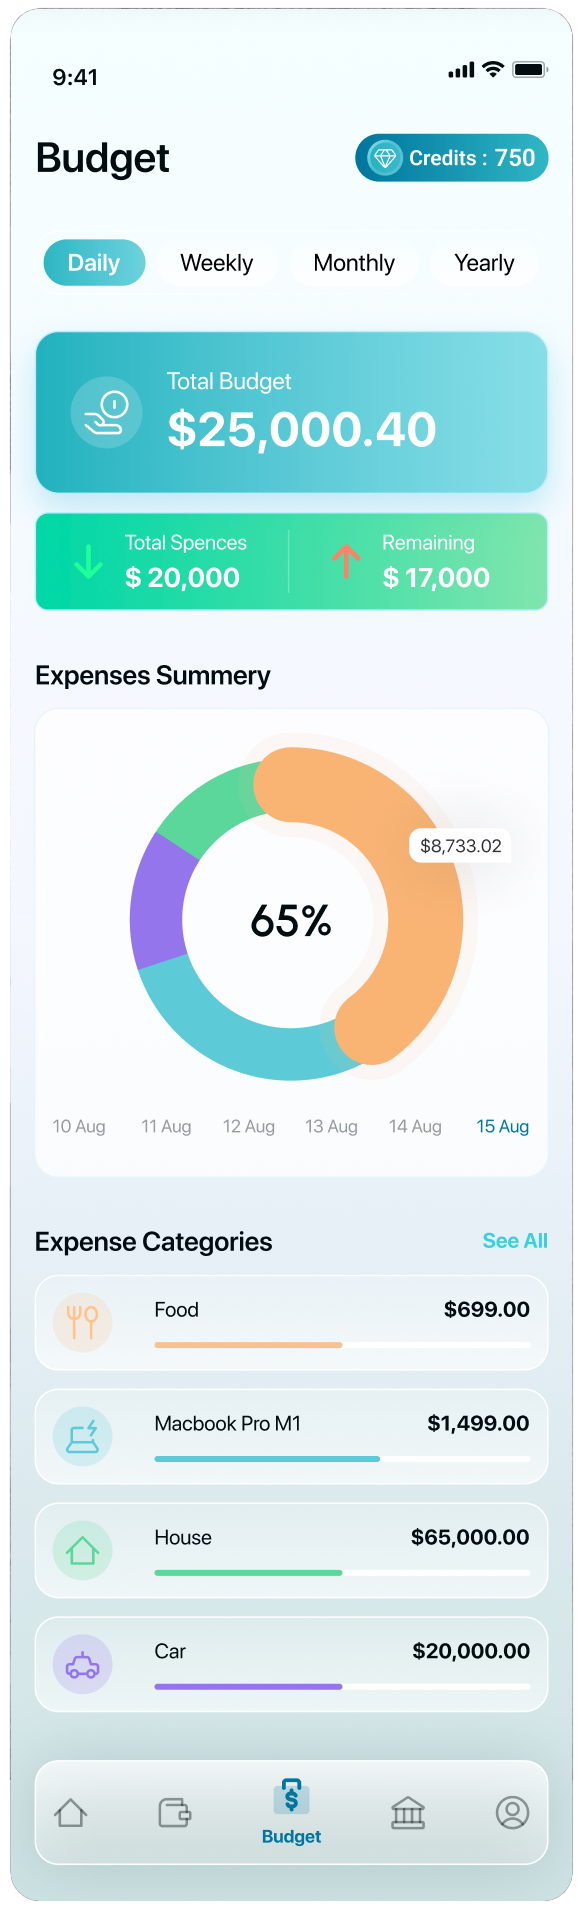 9:41
Budget
Credits : 750
Daily Weekly Monthly Yearly
Total Budget
$25,000.40
Total Spences Remaining
$ 20,000 $ 17,000
Expenses Summery
$8,733.02
65%
10 Aug 11 Aug 12 Aug 13 Aug 14 Aug 15 Aug
Expense Categories See All
Food $699.00
Macbook Pro M1 $1,499.00
House $65,000.00
Car $20,000.00
$
Budget